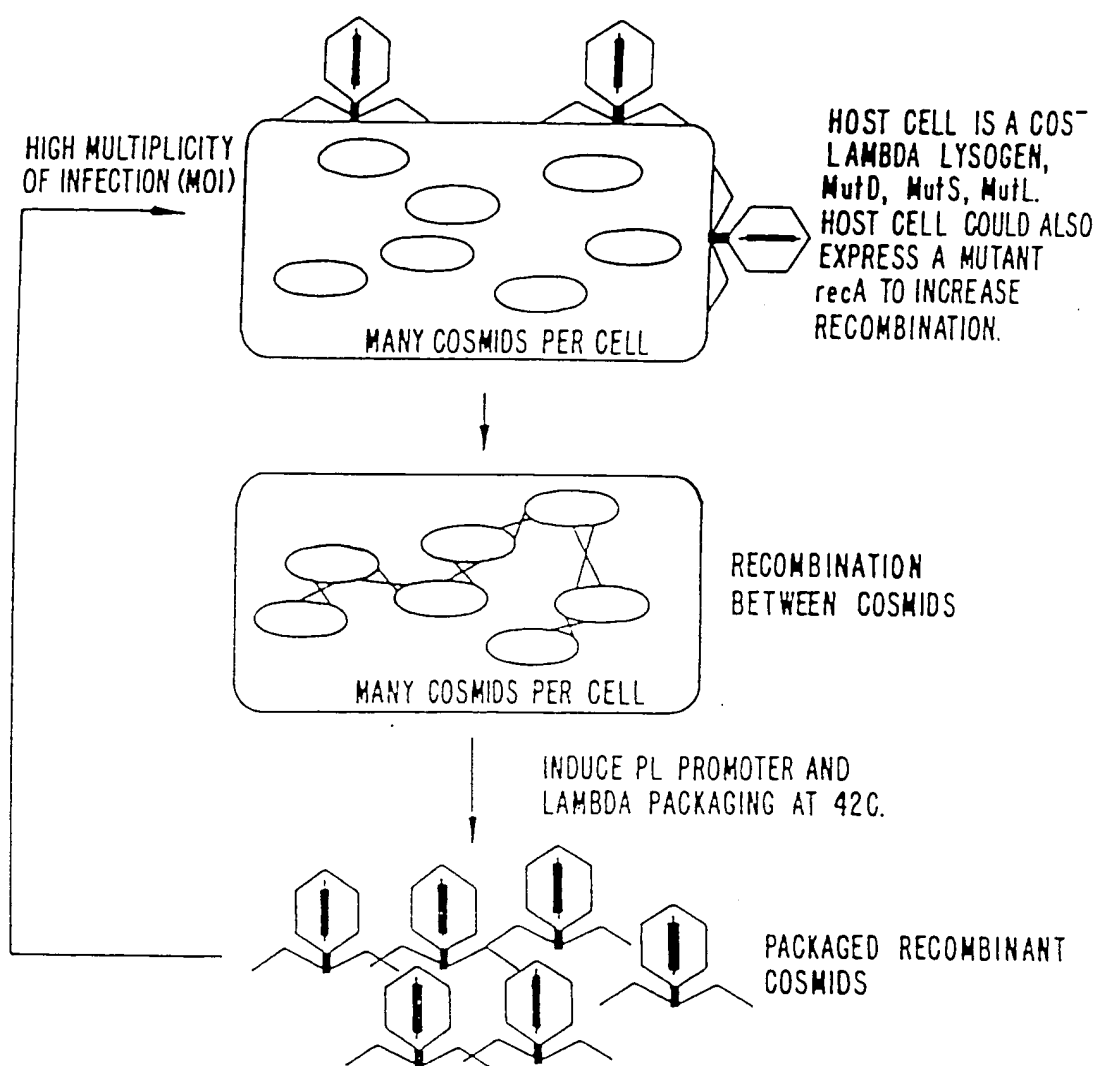 HIGH MULTIPLICITY
OF INFECTION (MOI)
HOST CELL IS A COS⁻
LAMBDA LYSOGEN,
MutD, MutS, MutL.
HOST CELL COULD ALSO
EXPRESS A MUTANT
recA TO INCREASE
RECOMBINATION.
MANY COSMIDS PER CELL
RECOMBINATION
BETWEEN COSMIDS
MANY COSMIDS PER CELL
INDUCE PL PROMOTER AND
LAMBDA PACKAGING AT 42C.
PACKAGED RECOMBINANT
COSMIDS